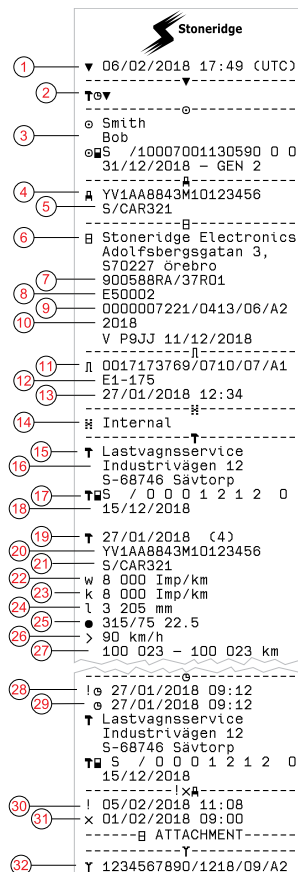 Stoneridge
1 ▼ 06/02/2018 17:49 (UTC)
2
3 Smith
Bob
S /1000700113059O 0 0
31/12/2018 – GEN 2
4 YV1AA8843M10123456
5 S/CAR321
6 Stoneridge Electronics
Adolfsbergsgatan 3,
S70227 Örebro
7 900588RA/37R01
8 E50002
9 0000007221/0413/06/A2
10 2018
V P9JJ 11/12/2018
11 0017173769/0710/07/A1
12 E1-175
13 27/01/2018 12:34
14 Internal
15 Lastvagnsservice
16 Industrivägen 12
S-68746 Sävtorp
17 S / 0 0 0 1 2 1 2 0
18 15/12/2018
19 27/01/2018 (4)
20 YV1AA8843M10123456
21 S/CAR321
22 w 8 000 Imp/km
23 k 8 000 Imp/km
24 l 3 205 mm
25 ● 315/75 22.5
26 > 90 km/h
27 100 023 – 100 023 km
28 ! 27/01/2018 09:12
29 27/01/2018 09:12
Lastvagnsservice
Industrivägen 12
S-68746 Sävtorp
S / 0 0 0 1 2 1 2 0
15/12/2018
!×
30 ! 05/02/2018 11:08
31 × 01/02/2018 09:00
ATTACHMENT
32 1234567890/1218/09/A2